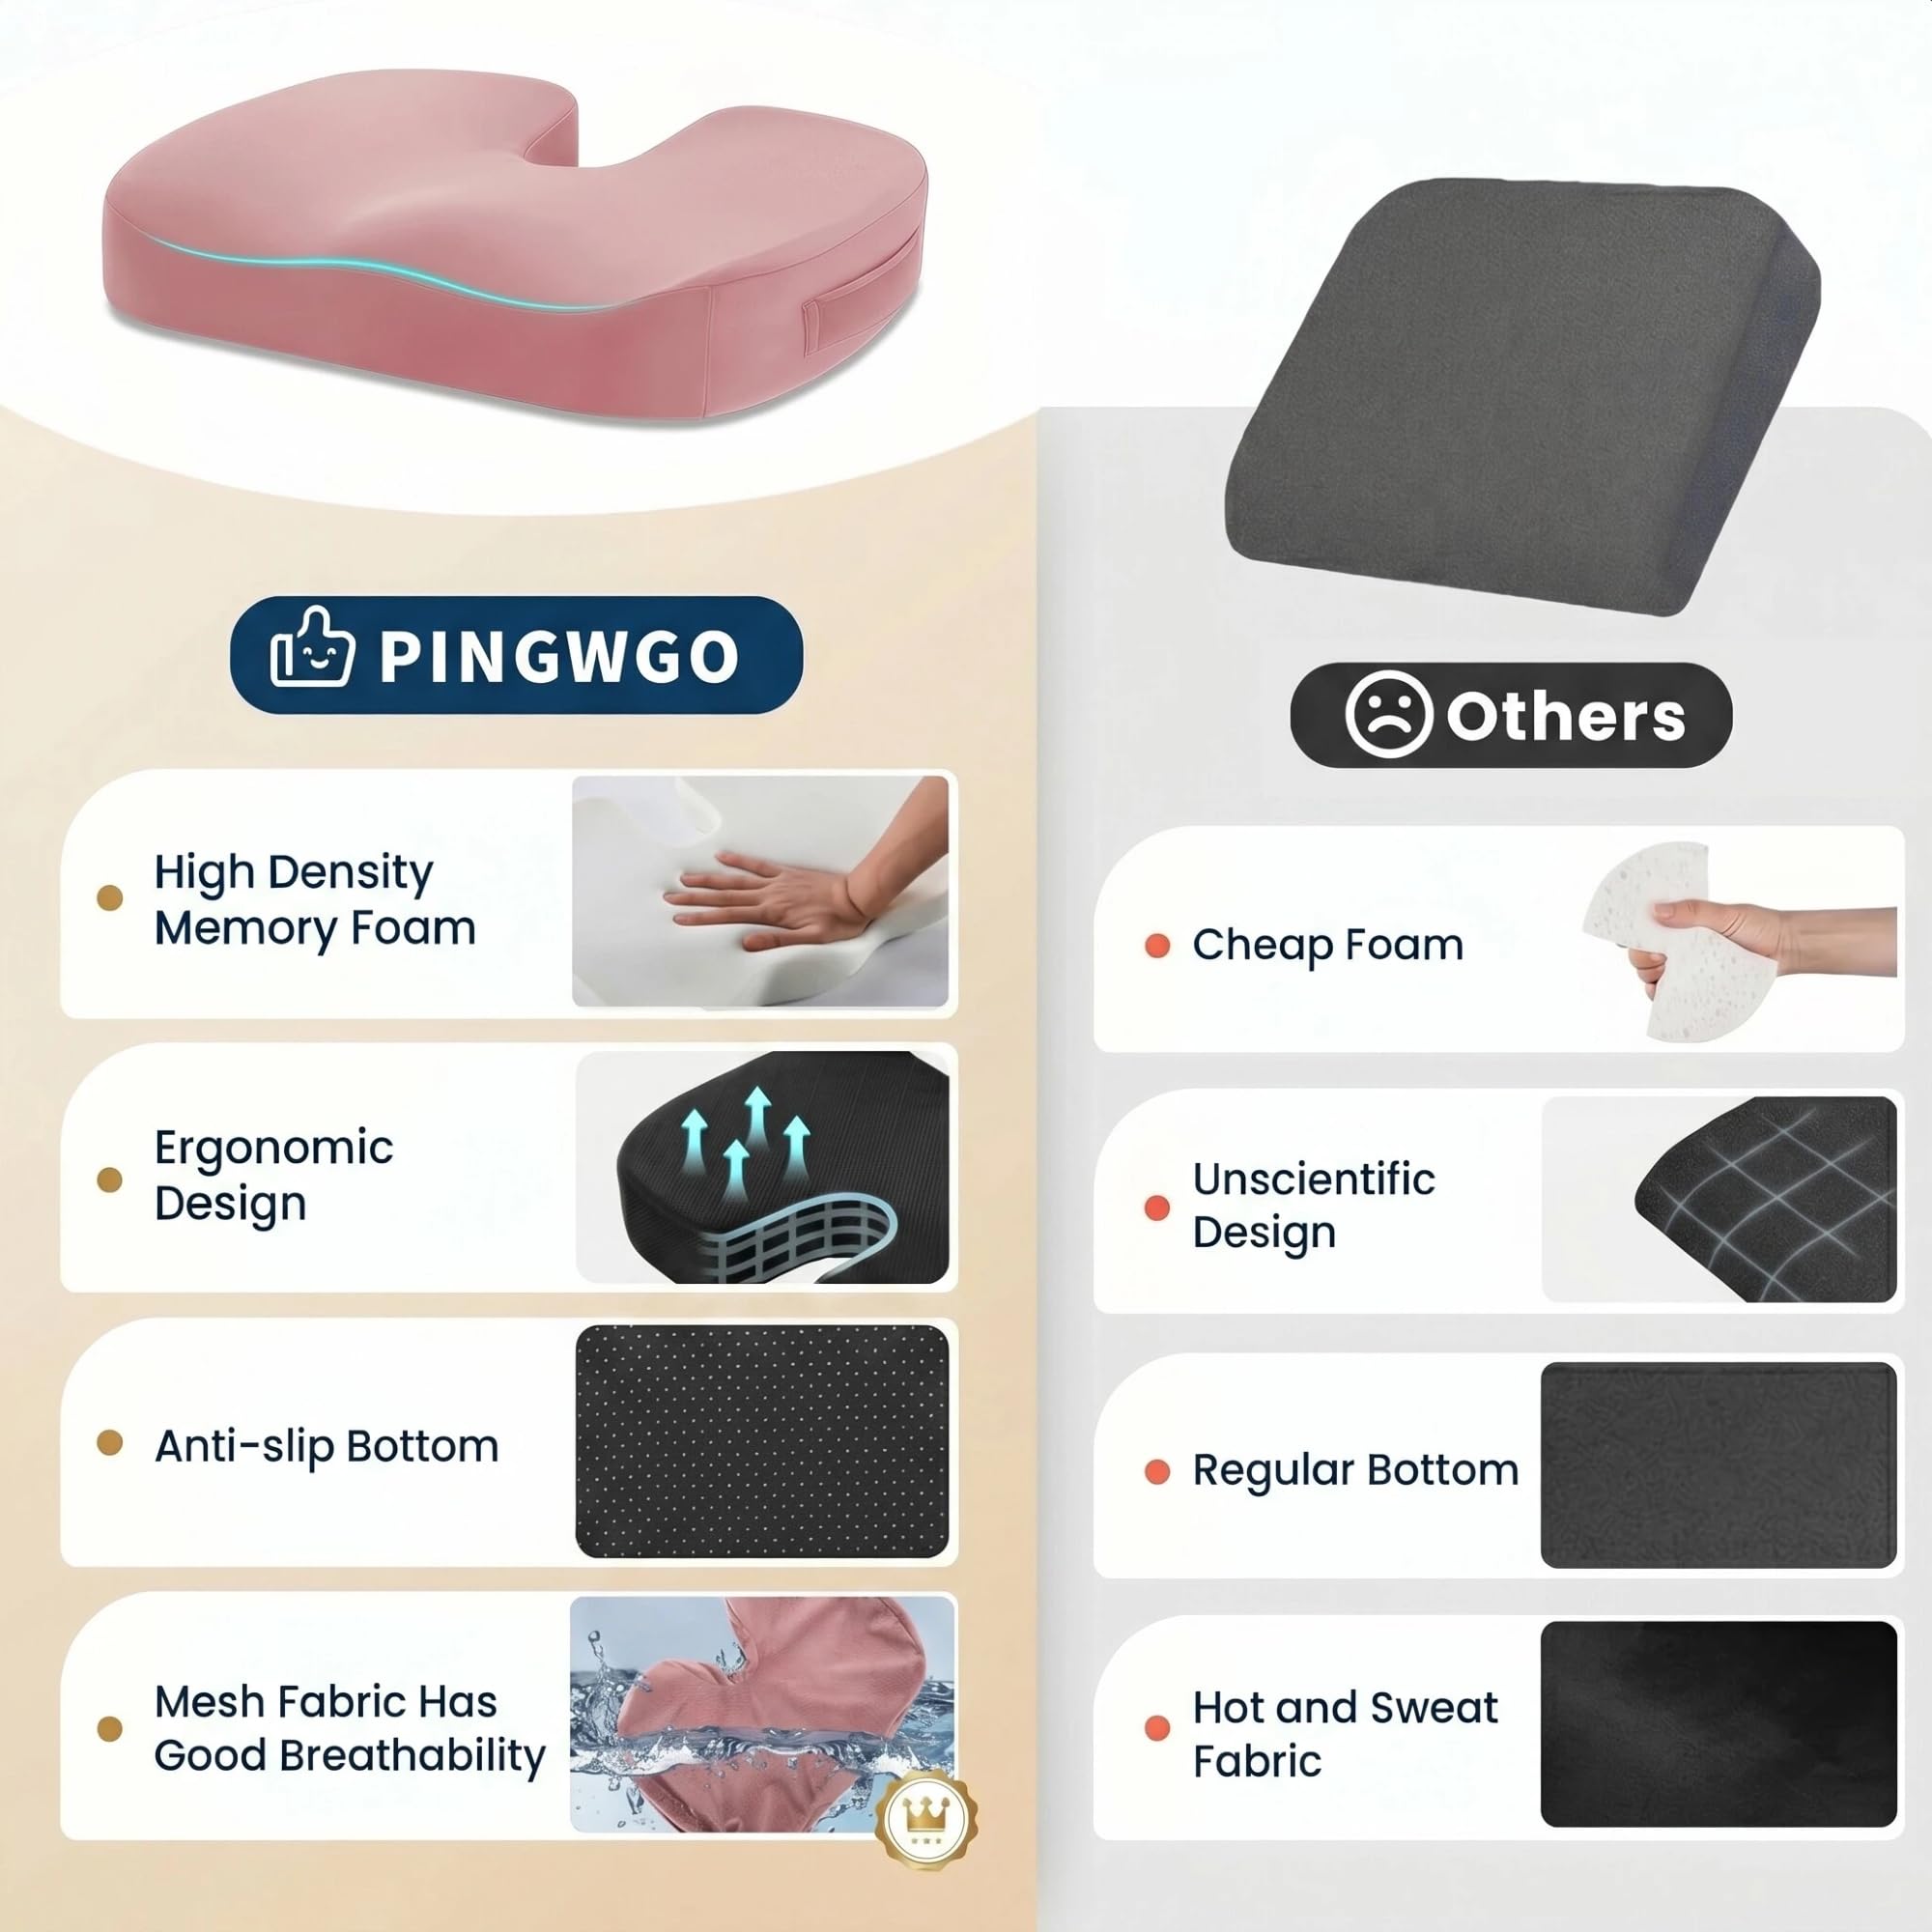 PINGWGO
High Density
Memory Foam
Ergonomic
Design
Anti-slip Bottom
Mesh Fabric Has
Good Breathability
Others
Cheap Foam
Unscientific
Design
Regular Bottom
Hot and Sweat
Fabric